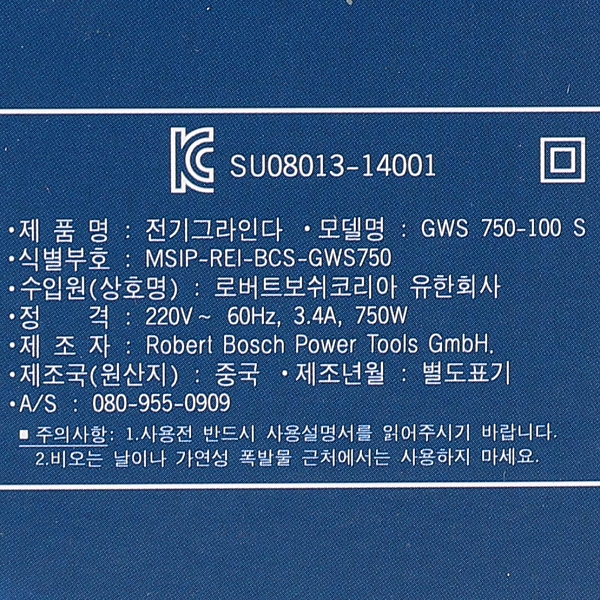 KC SU08013-14001
•제 품 명 : 전기그라인다 •모델명 : GWS 750-100 S
•식별부호 : MSIP-REI-BCS-GWS750
•수입원(상호명) : 로버트보쉬코리아 유한회사
•정 격 : 220V~ 60Hz, 3.4A, 750W
•제 조 자 : Robert Bosch Power Tools GmbH.
•제조국(원산지) : 중국 •제조년월 : 별도표기
•A/S : 080-955-0909
■ 주의사항: 1.사용전 반드시 사용설명서를 읽어주시기 바랍니다.
2.비오는 날이나 가연성 폭발물 근처에서는 사용하지 마세요.